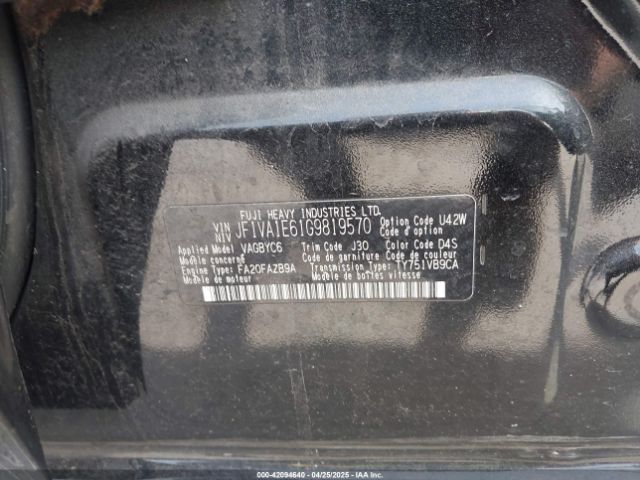 FUJI HEAVY INDUSTRIES LTD.
VIN JF1VA1E61G9819570 Option Code U42W
NIV Code d'option
Applied Model VAGBYC6 Trim Code J30 Color Code D4S
Modèle concerné Code de garniture Code de couleur
Engine Type FA20FAZB9A Transmission Type TY751VB9CA
Modèle de moteur Modèle de boîtes vitesse
000-42094640 - 04/25/2025 - IAA Inc.